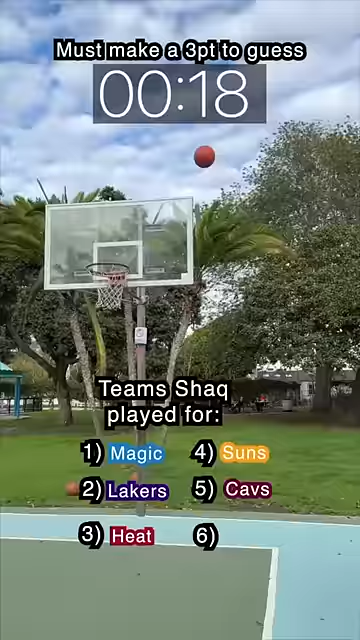 Must make a 3pt to guess
00:18
Teams Shaq
played for:
1) Magic 4) Suns
2) Lakers 5) Cavs
3) Heat 6)